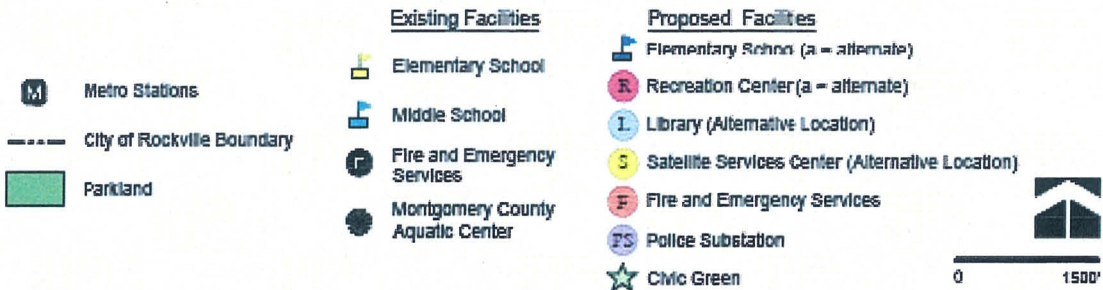 Existing Facilities
Proposed Facilities
M Metro Stations
City of Rockville Boundary
Parkland
Elementary School
Middle School
F Fire and Emergency
Services
Montgomery County
Aquatic Center
Elementary School (a = alternate)
R Recreation Center (a = alternate)
L Library (Alternative Location)
S Satellite Services Center (Alternative Location)
F Fire and Emergency Services
PS Police Substation
Civic Green
0 1500'